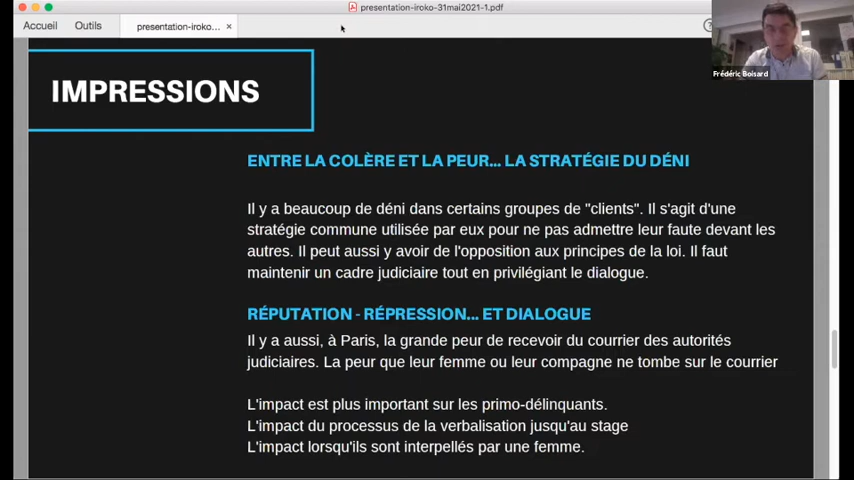 presentation-iroko-31mai2021-1.pdf
Accueil
Outils
presentation-iroko...
×
?
Frédéric Boisard
IMPRESSIONS
ENTRE LA COLÈRE ET LA PEUR... LA STRATÉGIE DU DÉNI
Il y a beaucoup de déni dans certains groupes de "clients". Il s'agit d'une
stratégie commune utilisée par eux pour ne pas admettre leur faute devant les
autres. Il peut aussi y avoir de l'opposition aux principes de la loi. Il faut
maintenir un cadre judiciaire tout en privilégiant le dialogue.
RÉPUTATION - RÉPRESSION... ET DIALOGUE
Il y a aussi, à Paris, la grande peur de recevoir du courrier des autorités
judiciaires. La peur que leur femme ou leur compagne ne tombe sur le courrier
L'impact est plus important sur les primo-délinquants.
L'impact du processus de la verbalisation jusqu'au stage
L'impact lorsqu'ils sont interpellés par une femme.